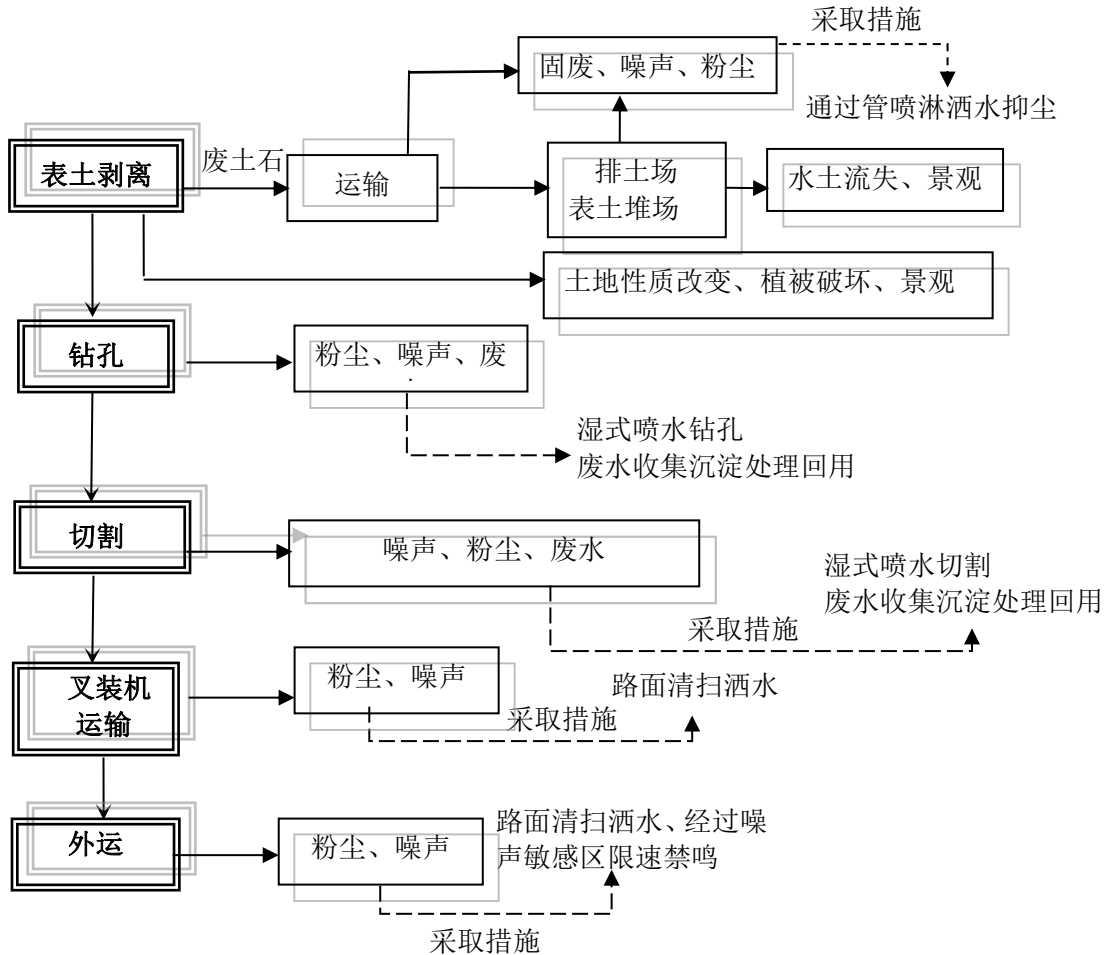 采取措施
固废、噪声、粉尘
通过管喷淋洒水抑尘
表土剥离
废土石
运输
排土场
表土堆场
水土流失、景观
土地性质改变、植被破坏、景观
钻孔
粉尘、噪声、废
湿式喷水钻孔
废水收集沉淀处理回用
切割
噪声、粉尘、废水
湿式喷水切割
废水收集沉淀处理回用
采取措施
叉装机
运输
粉尘、噪声
路面清扫洒水
采取措施
外运
粉尘、噪声
路面清扫洒水、经过噪
声敏感区限速禁鸣
采取措施